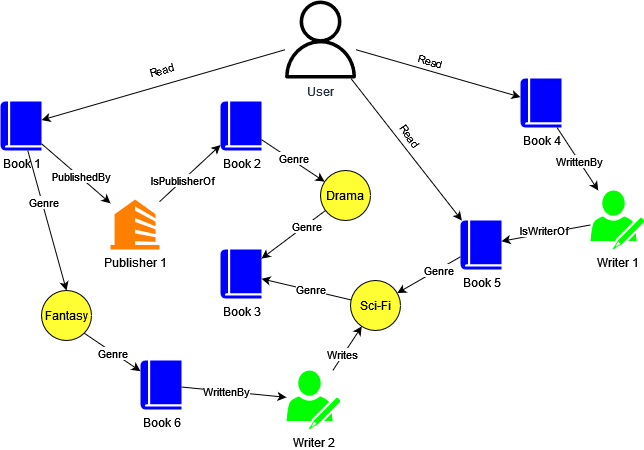 User
Read
Read
Read
Book 1
Book 2
Book 4
PublishedBy
IsPublisherOf
Genre
WrittenBy
Genre
Drama
Genre
IsWriterOf
Publisher 1
Writer 1
Book 3
Genre
Genre
Book 5
Fantasy
Sci-Fi
Genre
Writes
Book 6
WrittenBy
Writer 2